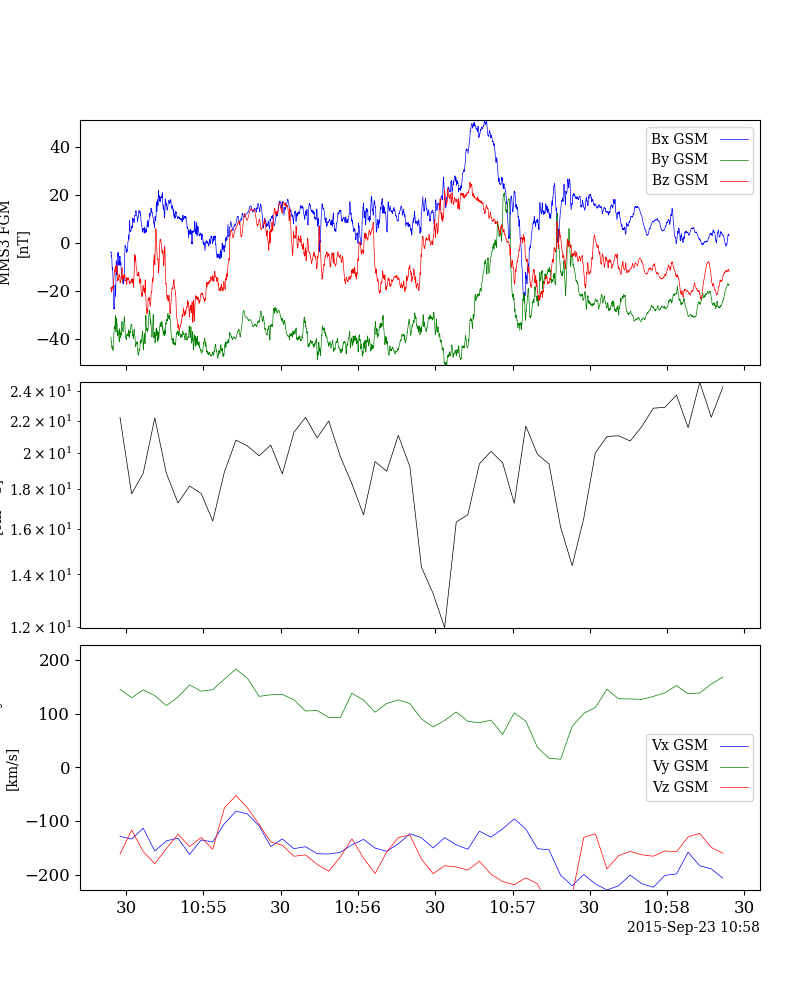 40
20
0
−20
−40
MMS3 FGM
[nT]
Bx GSM
By GSM
Bz GSM
2.4 × 10¹
2.2 × 10¹
2 × 10¹
1.8 × 10¹
1.6 × 10¹
1.4 × 10¹
1.2 × 10¹
200
100
0
−100
−200
[km/s]
Vx GSM
Vy GSM
Vz GSM
30 10:55 30 10:56 30 10:57 30 10:58 30
2015-Sep-23 10:58